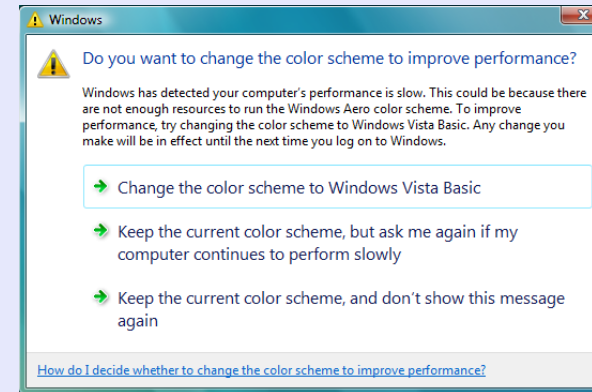 Windows
Do you want to change the color scheme to improve performance?
Windows has detected your computer's performance is slow. This could be because there
are not enough resources to run the Windows Aero color scheme. To improve
performance, try changing the color scheme to Windows Vista Basic. Any change you
make will be in effect until the next time you log on to Windows.
Change the color scheme to Windows Vista Basic
Keep the current color scheme, but ask me again if my
computer continues to perform slowly
Keep the current color scheme, and don't show this message
again
How do I decide whether to change the color scheme to improve performance?